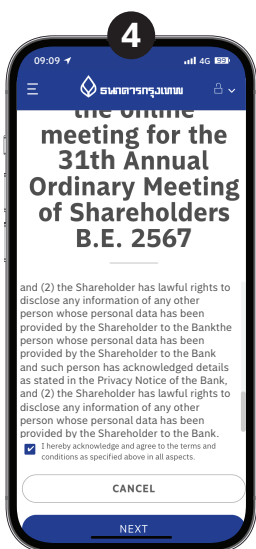 4
09:09
4G
99
ธนาคารกรุงเทพ
the online
meeting for the
31th Annual
Ordinary Meeting
of Shareholders
B.E. 2567
and (2) the Shareholder has lawful rights to
disclose any information of any other
person whose personal data has been
provided by the Shareholder to the Bankthe
person whose personal data has been
provided by the Shareholder to the Bank
and such person has acknowledged details
as stated in the Privacy Notice of the Bank,
and (2) the Shareholder has lawful rights to
disclose any information of any other
person whose personal data has been
provided by the Shareholder to the Bank.
I hereby acknowledge and agree to the terms and
conditions as specified above in all aspects.
CANCEL
NEXT